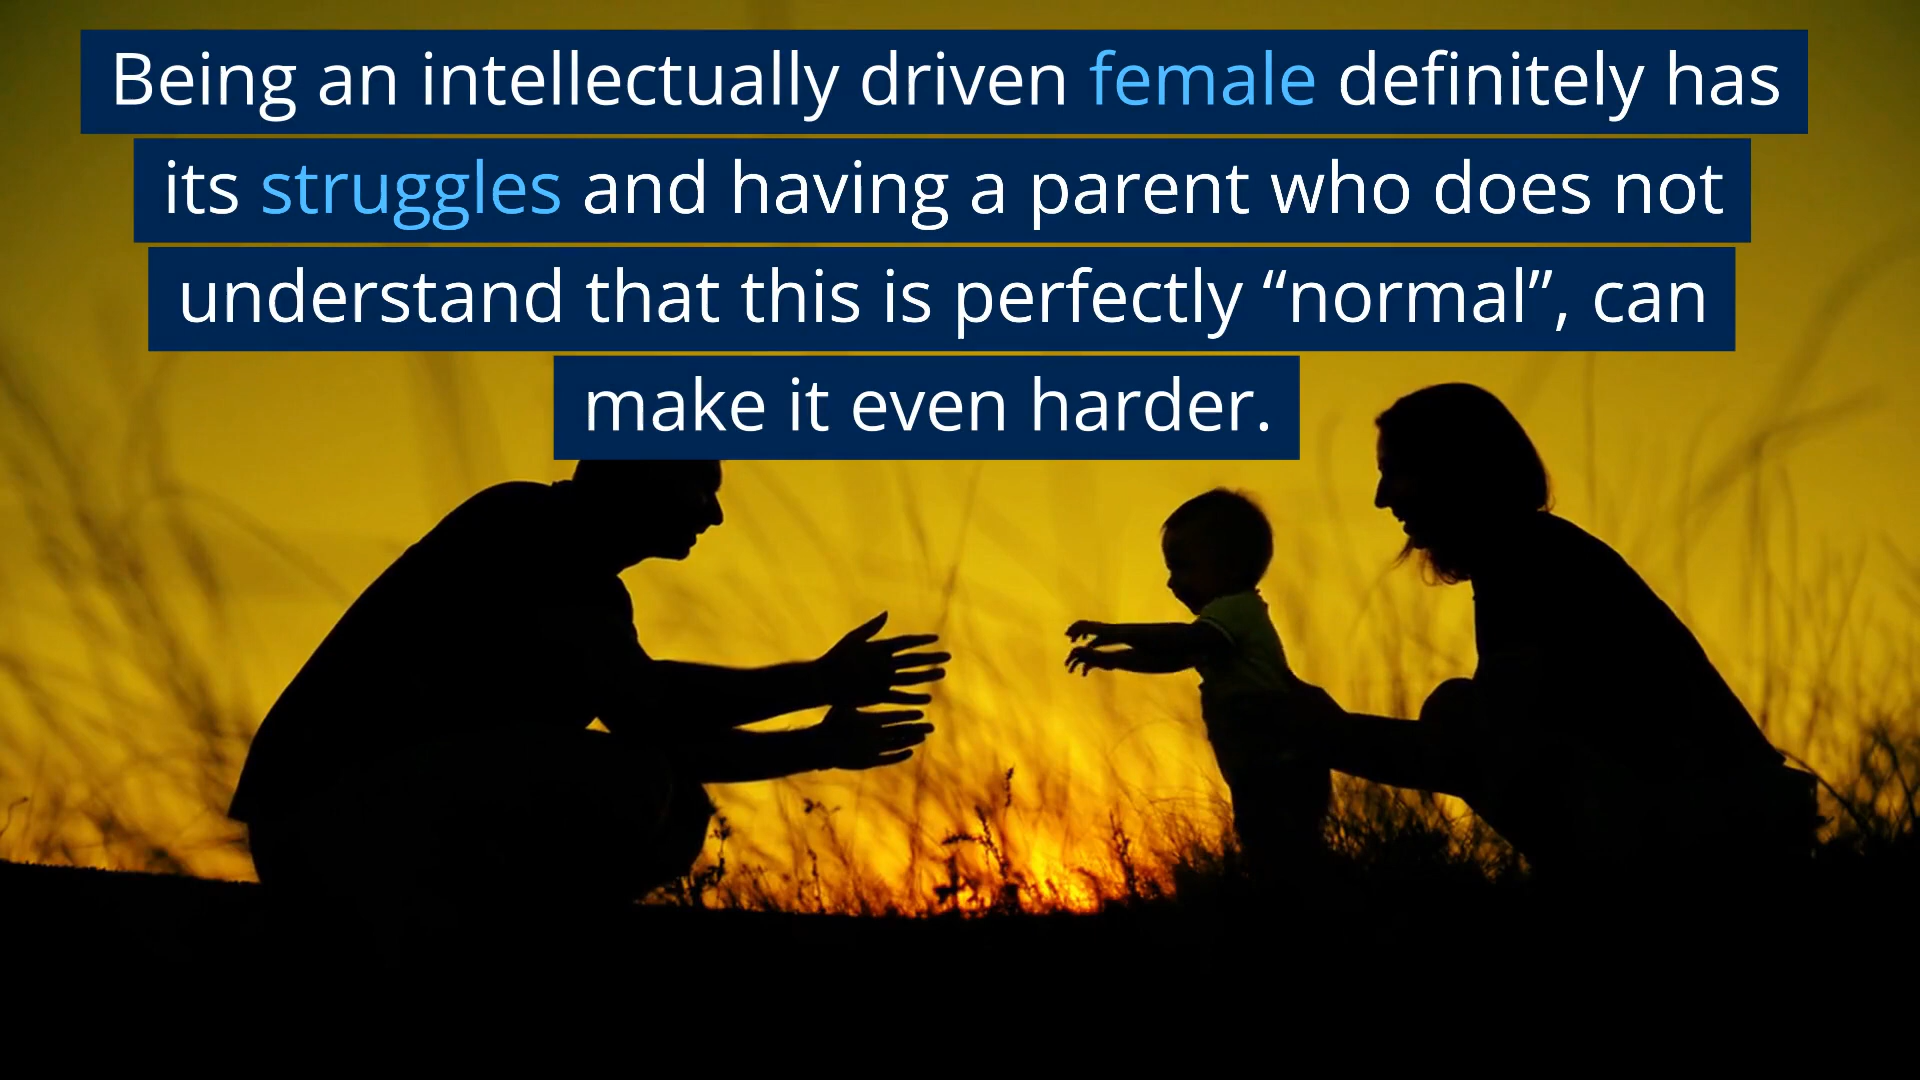 Being an intellectually driven female definitely has
its struggles and having a parent who does not
understand that this is perfectly “normal”, can
make it even harder.